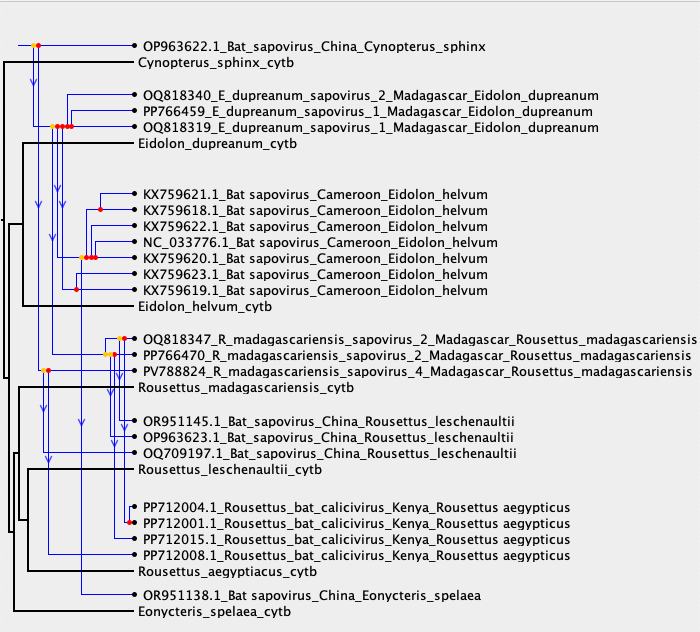 OP963622.1_Bat_sapovirus_China_Cynopterus_sphinx
Cynopterus_sphinx_cytb
OQ818340_E_dupreanum_sapovirus_2_Madagascar_Eidolon_dupreanum
PP766459_E_dupreanum_sapovirus_1_Madagascar_Eidolon_dupreanum
OQ818319_E_dupreanum_sapovirus_1_Madagascar_Eidolon_dupreanum
Eidolon_dupreanum_cytb
KX759621.1_Bat sapovirus_Cameroon_Eidolon_helvum
KX759618.1_Bat sapovirus_Cameroon_Eidolon_helvum
KX759622.1_Bat sapovirus_Cameroon_Eidolon_helvum
NC_033776.1_Bat sapovirus_Cameroon_Eidolon_helvum
KX759620.1_Bat sapovirus_Cameroon_Eidolon_helvum
KX759623.1_Bat sapovirus_Cameroon_Eidolon_helvum
KX759619.1_Bat sapovirus_Cameroon_Eidolon_helvum
Eidolon_helvum_cytb
OQ818347_R_madagascariensis_sapovirus_2_Madagascar_Rousettus_madagascariensis
PP766470_R_madagascariensis_sapovirus_2_Madagascar_Rousettus_madagascariensis
PV788824_R_madagascariensis_sapovirus_4_Madagascar_Rousettus_madagascariensis
Rousettus_madagascariensis_cytb
OR951145.1_Bat_sapovirus_China_Rousettus_leschenaultii
OP963623.1_Bat_sapovirus_China_Rousettus_leschenaultii
OQ709197.1_Bat_sapovirus_China_Rousettus_leschenaultii
Rousettus_leschenaultii_cytb
PP712004.1_Rousettus_bat_calicivirus_Kenya_Rousettus aegypticus
PP712001.1_Rousettus_bat_calicivirus_Kenya_Rousettus aegypticus
PP712015.1_Rousettus_bat_calicivirus_Kenya_Rousettus aegypticus
PP712008.1_Rousettus_bat_calicivirus_Kenya_Rousettus aegypticus
Rousettus_aegyptiacus_cytb
OR951138.1_Bat sapovirus_China_Eonycteris_spelaea
Eonycteris_spelaea_cytb